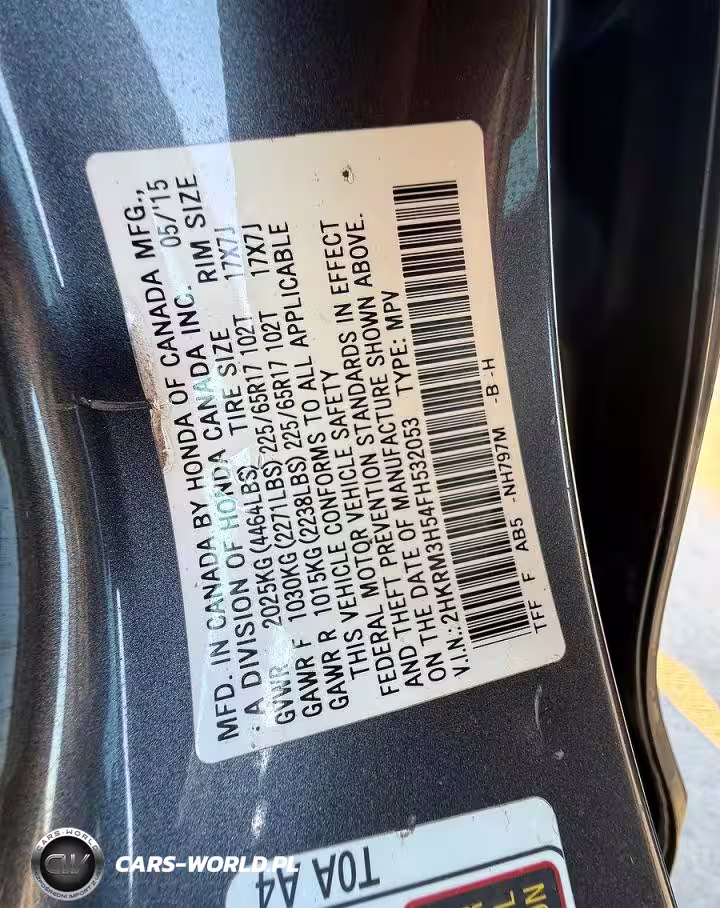 MFD. IN CANADA BY HONDA OF CANADA MFG.,
A DIVISION OF HONDA CANADA INC. 05/'15
TIRE SIZE RIM SIZE
GVWR 2025KG (4464LBS)
GAWR F 1030KG (2271LBS) 225/65R17 102T 17X7J
GAWR R 1015KG (2238LBS) 225/65R17 102T 17X7J
THIS VEHICLE CONFORMS TO ALL APPLICABLE
FEDERAL MOTOR VEHICLE SAFETY
AND THEFT PREVENTION STANDARDS IN EFFECT
ON THE DATE OF MANUFACTURE SHOWN ABOVE.
V.I.N.: 2HKRM3H54FH532053 TYPE: MPV
TFF F AB5 -NH797M -B -H
T0A A4
CARS-WORLD
CW
CARS-WORLD.PL